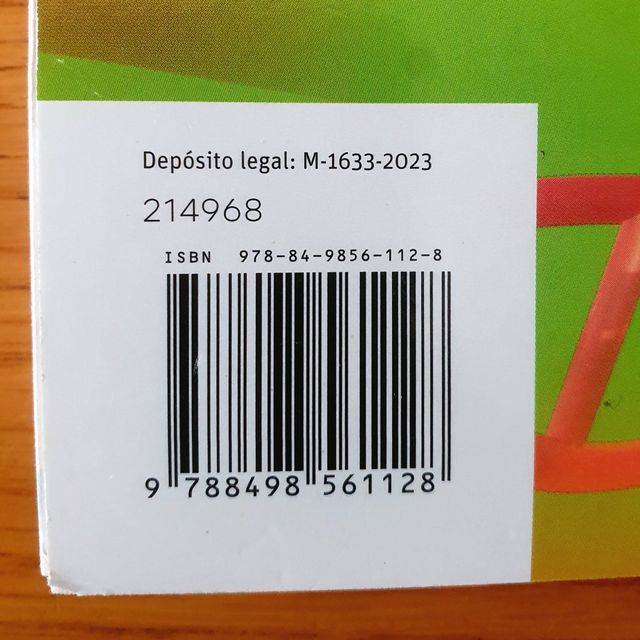 Depósito legal: M-1633-2023
214968
ISBN 978-84-9856-112-8
9 788498 561128